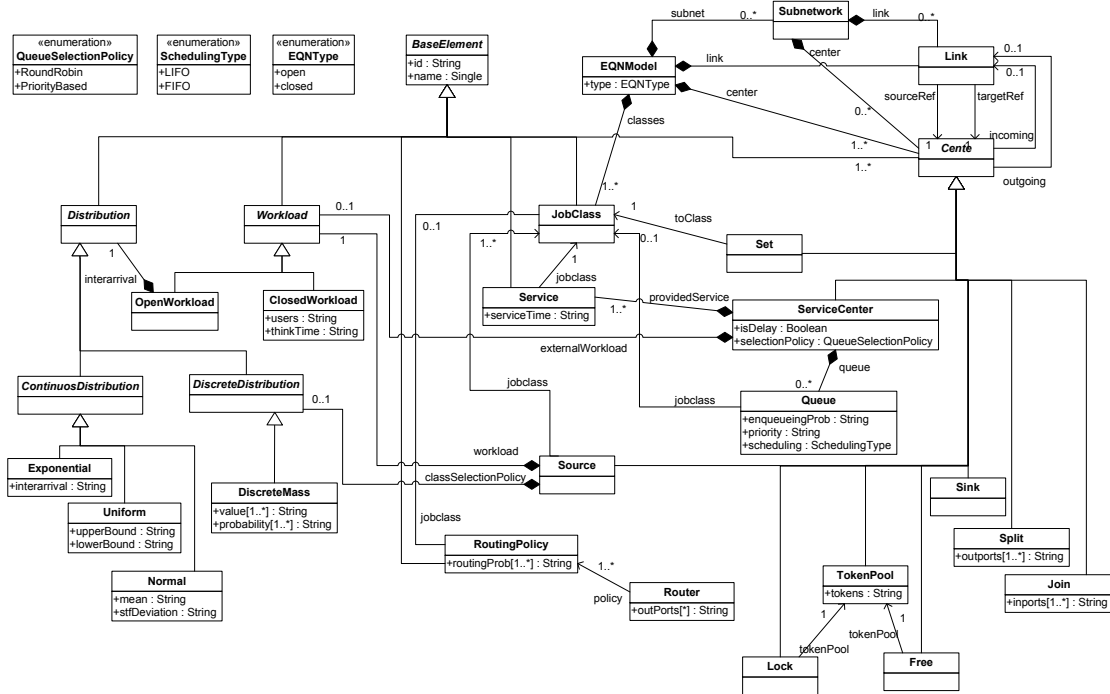 «enumeration»
QueueSelectionPolicy
+RoundRobin
+PriorityBased
«enumeration»
SchedulingType
+LIFO
+FIFO
«enumeration»
EQNType
+open
+closed
BaseElement
+id : String
+name : Single
EQNModel
+type : EQNType
Subnetwork
Link
Cente
subnet
0..*
link
0..*
center
link
center
0..*
1..*
1..*
classes
1..*
0..1
0..1
sourceRef
targetRef
incoming
1
1
outgoing
Distribution
Workload
0..1
1
JobClass
0..1
1..*
1
toClass
0..1
Set
1
jobclass
1
interarrival
OpenWorkload
ClosedWorkload
+users : String
+thinkTime : String
Service
+serviceTime : String
providedService
1..*
ServiceCenter
+isDelay : Boolean
+selectionPolicy : QueueSelectionPolicy
externalWorkload
queue
0..*
ContinuosDistribution
DiscreteDistribution
0..1
jobclass
jobclass
Queue
+enqueueingProb : String
+priority : String
+scheduling : SchedulingType
Exponential
+interarrival : String
workload
classSelectionPolicy
Source
DiscreteMass
+value[1..*] : String
+probability[1..*] : String
Sink
Uniform
+upperBound : String
+lowerBound : String
jobclass
RoutingPolicy
+routingProb[1..*] : String
Split
+outports[1..*] : String
Normal
+mean : String
+stfDeviation : String
1..*
policy
Router
+outPorts[*] : String
TokenPool
+tokens : String
Join
+inports[1..*] : String
1
1
tokenPool
tokenPool
Lock
Free